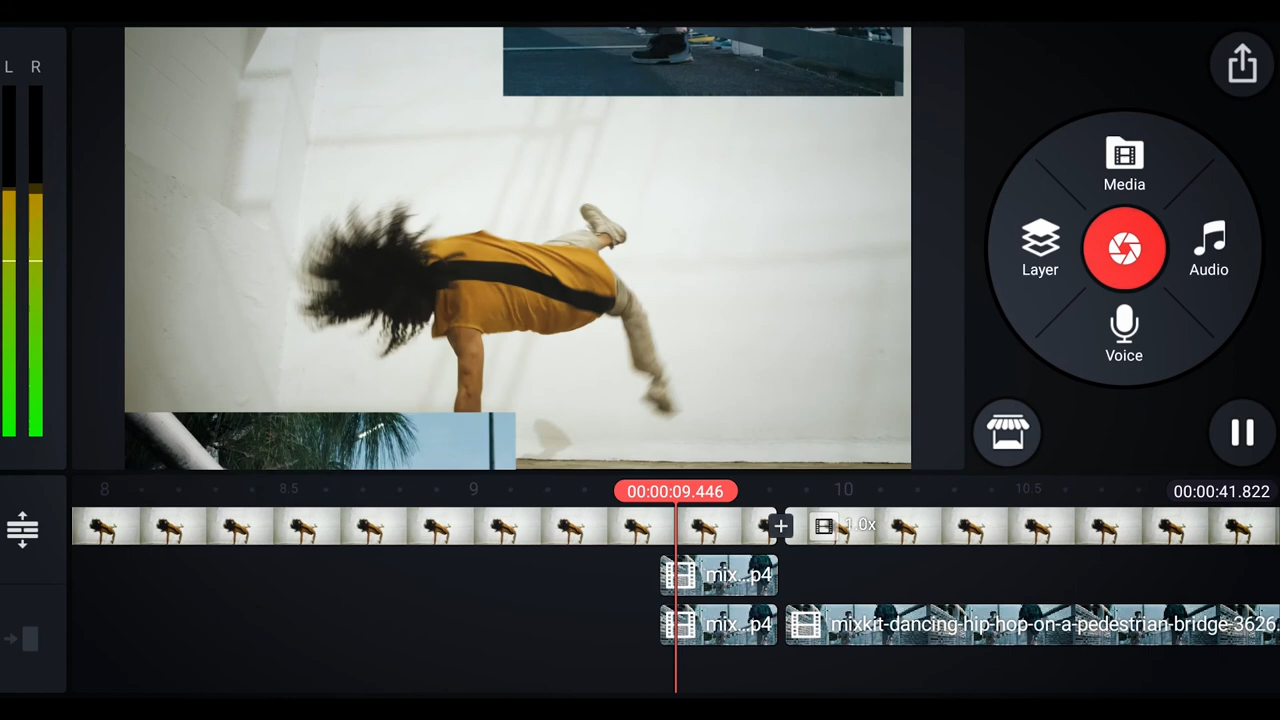 L R
Media
Layer
Audio
Voice
8 8.5 9 00:00:09.446 10 10.5 00:00:41.822
1.0x
mix...p4
mix...p4 mixkit-dancing-hip-hop-on-a-pedestrian-bridge-3626.